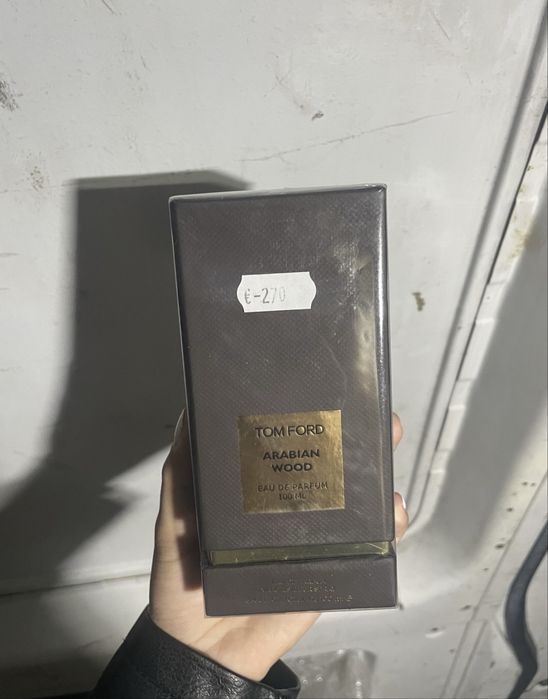 €-270
TOM FORD
ARABIAN
WOOD
EAU DE PARFUM
100 ML